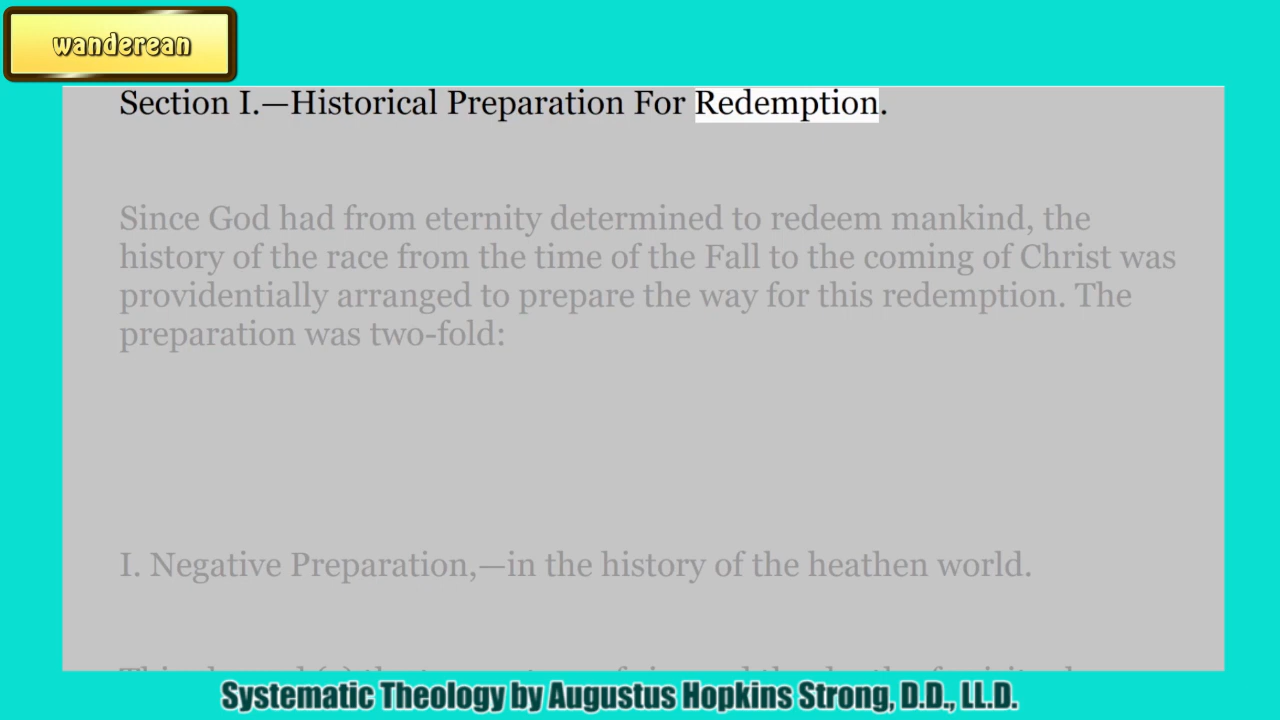 wanderean
Section I.—Historical Preparation For Redemption.
Since God had from eternity determined to redeem mankind, the
history of the race from the time of the Fall to the coming of Christ was
providentially arranged to prepare the way for this redemption. The
preparation was two-fold:
I. Negative Preparation,—in the history of the heathen world.
Systematic Theology by Augustus Hopkins Strong, D.D., LL.D.